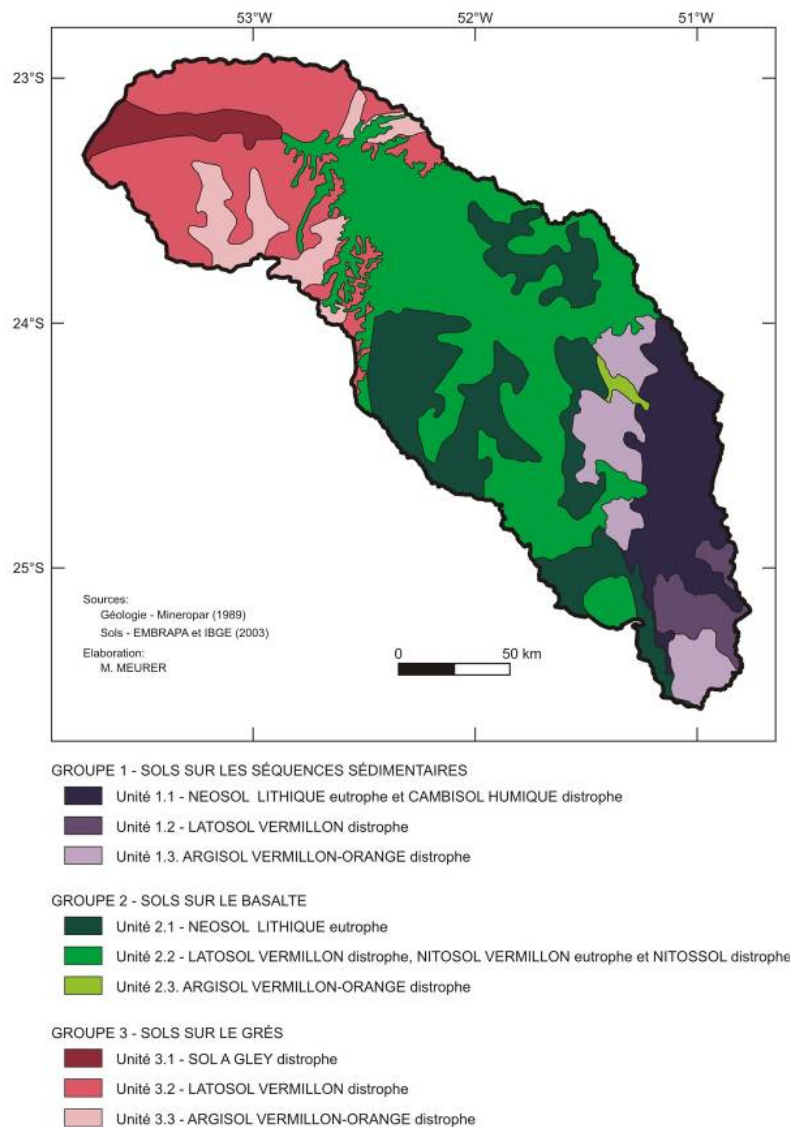 53°W 52°W 51°W
23°S
24°S
25°S
Sources:
Géologie - Mineropar (1989)
Sols - EMBRAPA et IBGE (2003)
Elaboration:
M. MEURER
0 50 km
GROUPE 1 - SOLS SUR LES SÉQUENCES SÉDIMENTAIRES
Unité 1.1 - NEOSOL LITHIQUE eutrophe et CAMBISOL HUMIQUE distrophe
Unité 1.2 - LATOSOL VERMILLON distrophe
Unité 1.3. ARGISOL VERMILLON-ORANGE distrophe
GROUPE 2 - SOLS SUR LE BASALTE
Unité 2.1 - NEOSOL LITHIQUE eutrophe
Unité 2.2 - LATOSOL VERMILLON distrophe, NITOSOL VERMILLON eutrophe et NITOSSOL distrophe
Unité 2.3. ARGISOL VERMILLON-ORANGE distrophe
GROUPE 3 - SOLS SUR LE GRÈS
Unité 3.1 - SOL A GLEY distrophe
Unité 3.2 - LATOSOL VERMILLON distrophe
Unité 3.3 - ARGISOL VERMILLON-ORANGE distrophe